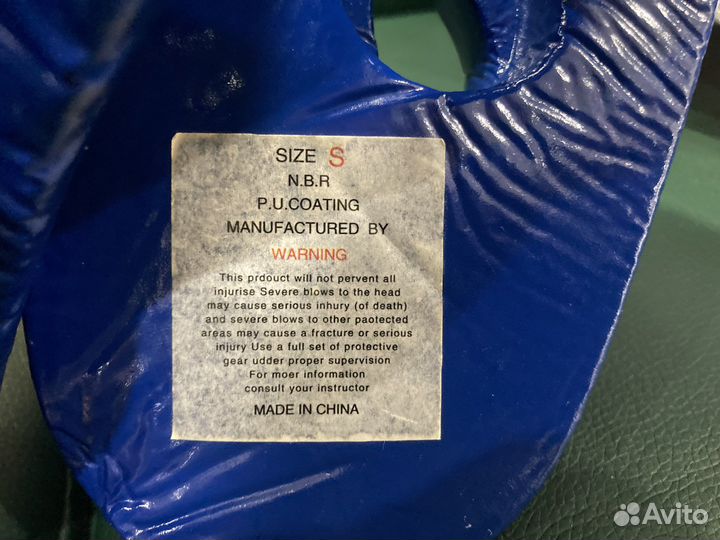 SIZE S
N.B.R
P.U.COATING
MANUFACTURED BY
WARNING
This prdouct will not pervent all
injurise Severe blows to the head
may cause serious inhury (of death)
and severe blows to other paotected
areas may cause a fracture or serious
injury Use a full set of protective
gear udder proper supervision
For moer information
consult your instructor
MADE IN CHINA
Avito